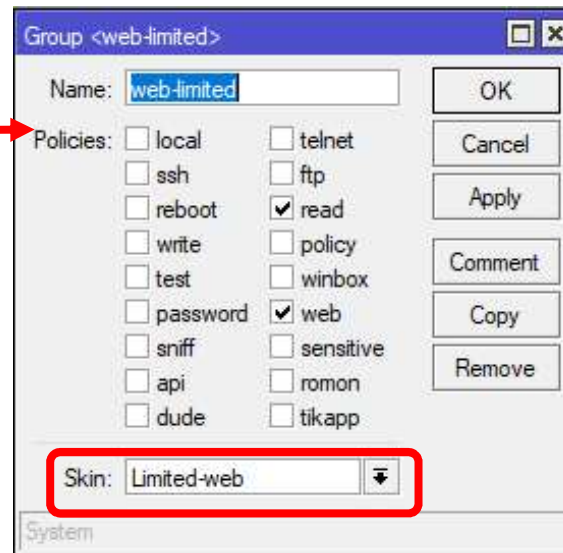 Group <web-limited>
Name: web-limited
OK
Policies: local telnet
Cancel
ssh ftp
reboot read
Apply
write policy
test winbox
Comment
password web
Copy
sniff sensitive
Remove
api romon
dude tikapp
Skin: Limited-web
System